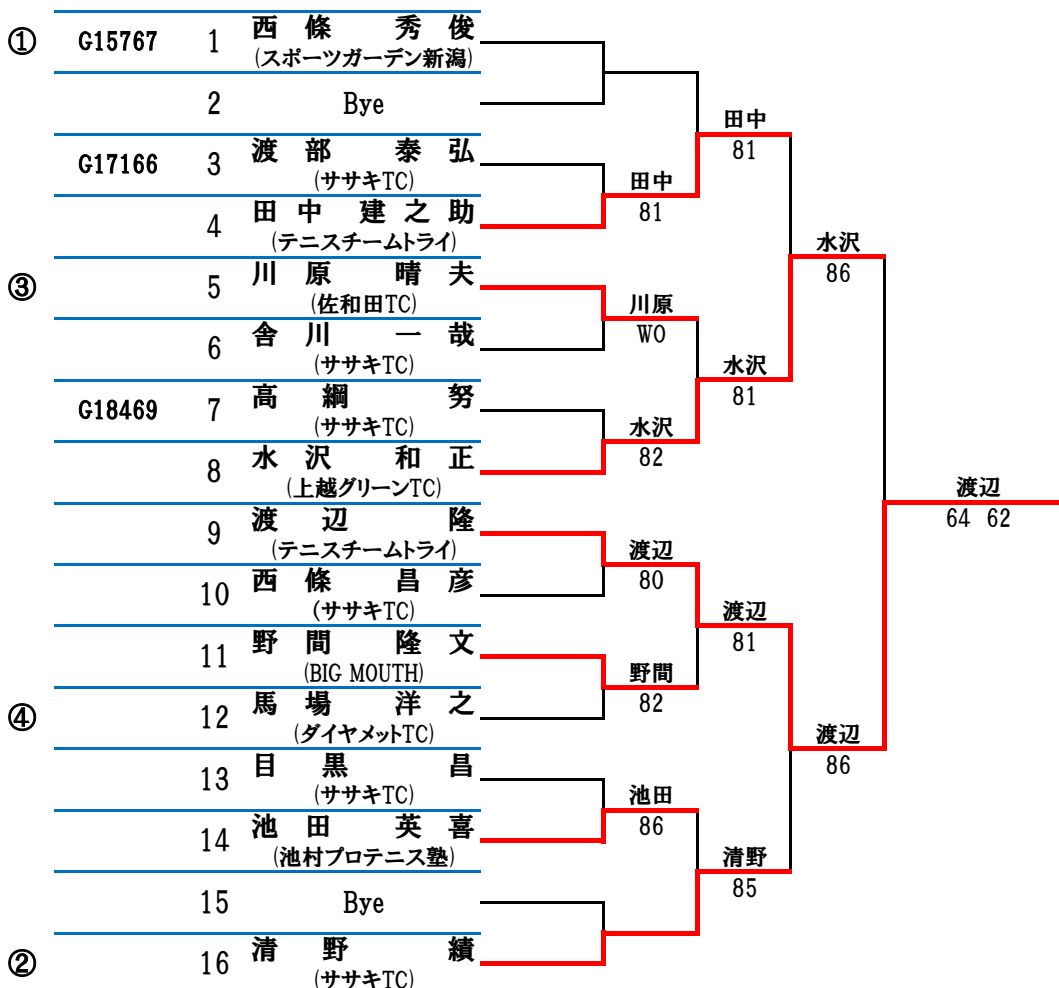 ① G15767 1 西條 秀俊
(スポーツガーデン新潟)
2 Bye
田中
G17166 3 渡部 泰弘
81
(ササキTC)
田中
4 田中 建之助
81
(テニスチームトライ)
水沢
③ 5 川原 晴夫
86
(佐和田TC)
川原
6 舎川 一哉
WO
(ササキTC)
水沢
G18469 7 高綱 努
81
(ササキTC)
水沢
8 水沢 和正
82
(上越グリーンTC)
渡辺
9 渡辺 隆
64 62
(テニスチームトライ)
渡辺
10 西條 昌彦
80
(ササキTC)
渡辺
11 野間 隆文
81
(BIG MOUTH)
野間
④ 12 馬場 洋之
82
(ダイヤメットTC)
渡辺
13 目黒 昌
86
(ササキTC)
池田
14 池田 英喜
86
(池村プロテニス塾)
清野
15 Bye
85
② 16 清野 績
(ササキTC)